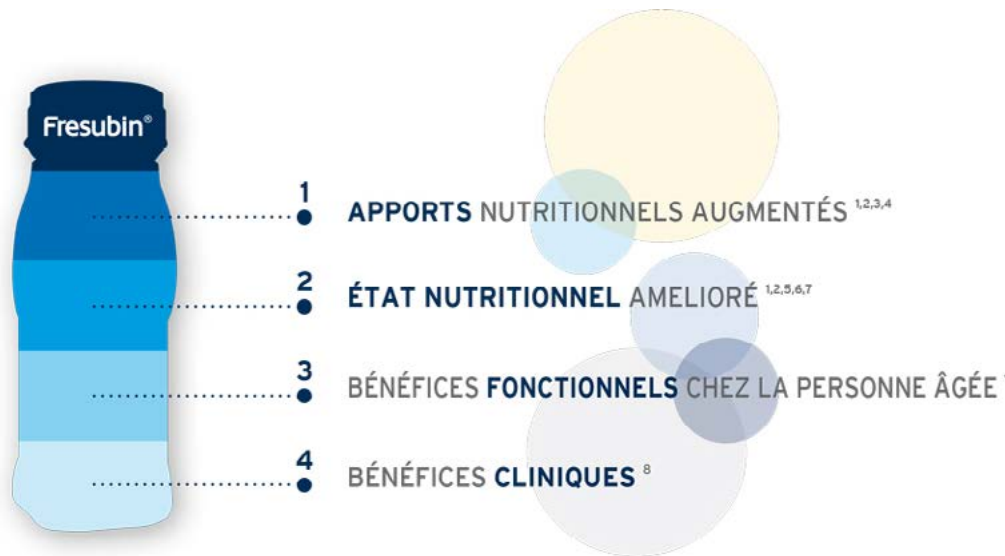 Fresubin®
1
APPORTS NUTRITIONNELS AUGMENTÉS 1,2,3,4
2
ÉTAT NUTRITIONNEL AMELIORÉ 1,2,5,6,7
3
BÉNÉFICES FONCTIONNELS CHEZ LA PERSONNE ÂGÉE
4
BÉNÉFICES CLINIQUES 8